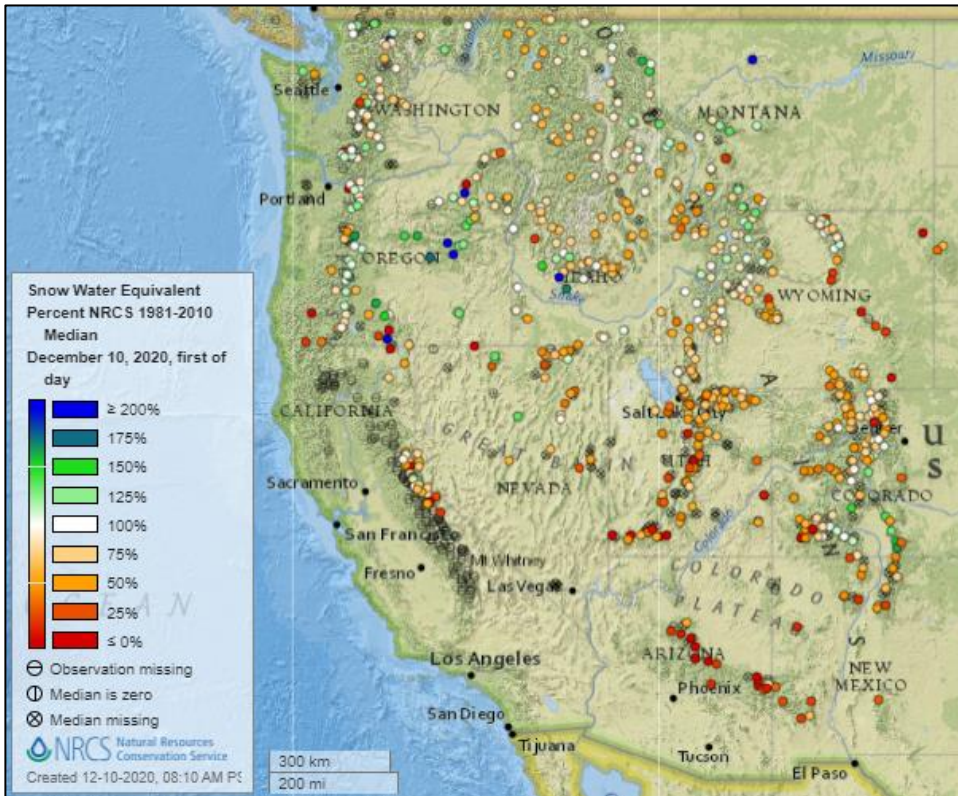 Missouri
Seattle
WASHINGTON
MONTANA
Portland
OREGON
IDAHO
Snake
WYOMING
Snow Water Equivalent
Percent NRCS 1981-2010
Median
December 10, 2020, first of
day
≥ 200%
175%
150%
125%
100%
75%
50%
25%
≤ 0%
Observation missing
Median is zero
Median missing
NRCS Natural Resources
Conservation Service
Created 12-10-2020, 08:10 AM PS
CALIFORNIA
GREAT BASIN
Salt Lake City
Denver
U
S
UTAH
NEVADA
COLORADO
Sacramento
San Francisco
Colorado
Mt Whitney
Fresno
Las Vegas
COLORADO
PLATEAU
OCEAN
Los Angeles
ARIZONA
NEW
MEXICO
Phoenix
San Diego
Tijuana
Tucson
El Paso
300 km
200 mi